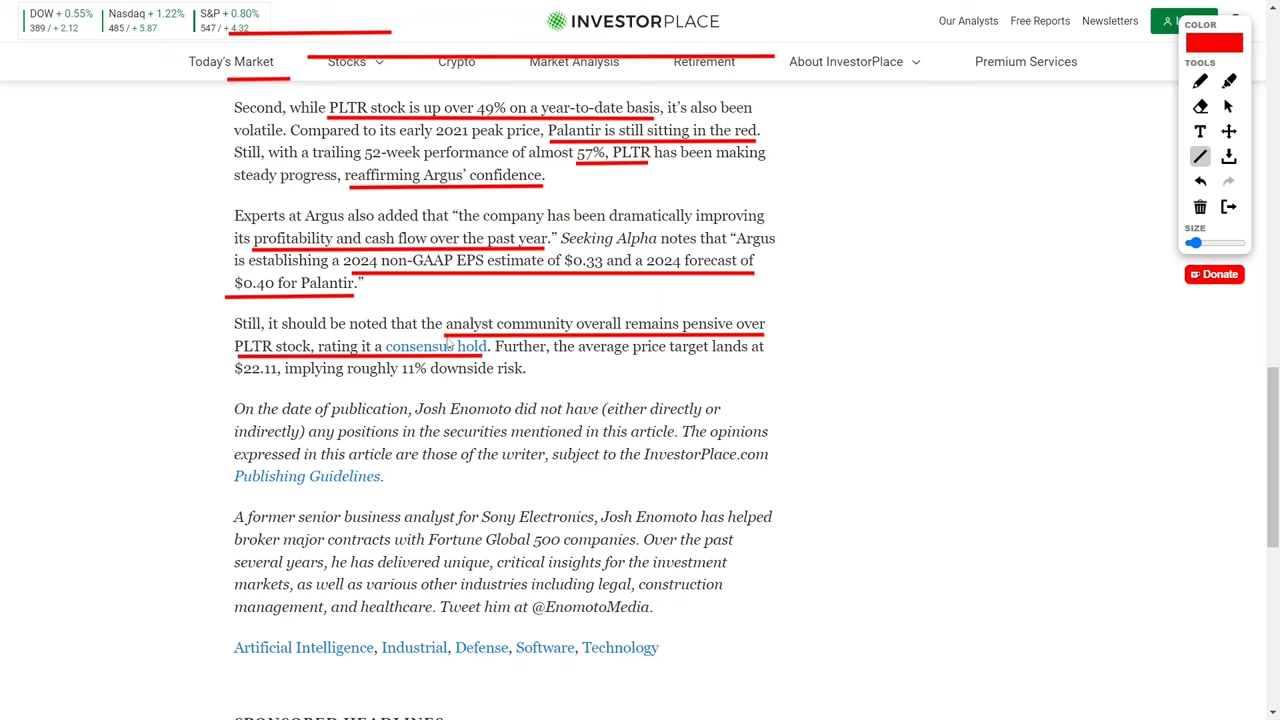 DOW + 0.55% Nasdaq + 1.22% S&P + 0.80%
389 / + 2.12 485 / + 5.87 547 / + 4.32
INVESTORPLACE
Our Analysts Free Reports Newsletters
Today's Market Stocks Crypto Market Analysis Retirement About InvestorPlace Premium Services
Second, while PLTR stock is up over 49% on a year-to-date basis, it’s also been
volatile. Compared to its early 2021 peak price, Palantir is still sitting in the red.
Still, with a trailing 52-week performance of almost 57%, PLTR has been making
steady progress, reaffirming Argus’ confidence.
Experts at Argus also added that “the company has been dramatically improving
its profitability and cash flow over the past year.” Seeking Alpha notes that “Argus
is establishing a 2024 non-GAAP EPS estimate of $0.33 and a 2024 forecast of
$0.40 for Palantir.”
Still, it should be noted that the analyst community overall remains pensive over
PLTR stock, rating it a consensus hold. Further, the average price target lands at
$22.11, implying roughly 11% downside risk.
On the date of publication, Josh Enomoto did not have (either directly or
indirectly) any positions in the securities mentioned in this article. The opinions
expressed in this article are those of the writer, subject to the InvestorPlace.com
Publishing Guidelines.
A former senior business analyst for Sony Electronics, Josh Enomoto has helped
broker major contracts with Fortune Global 500 companies. Over the past
several years, he has delivered unique, critical insights for the investment
markets, as well as various other industries including legal, construction
management, and healthcare. Tweet him at @EnomotoMedia.
Artificial Intelligence, Industrial, Defense, Software, Technology
SPONSORED HEADLINES
COLOR
TOOLS
T
SIZE
Donate